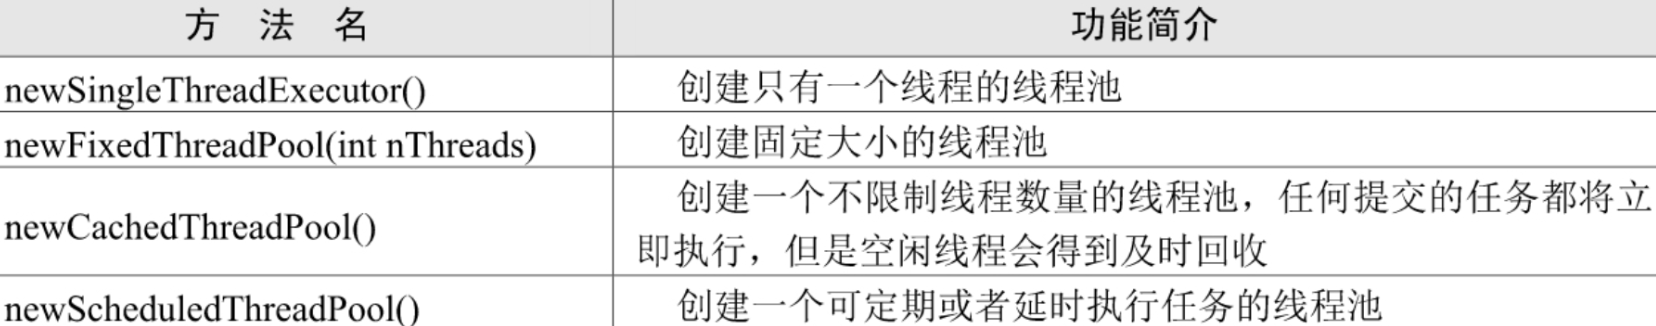 方 法 名 功能简介
newSingleThreadExecutor() 创建只有一个线程的线程池
newFixedThreadPool(int nThreads) 创建固定大小的线程池
newCachedThreadPool() 创建一个不限制线程数量的线程池，任何提交的任务都将立
即执行，但是空闲线程会得到及时回收
newScheduledThreadPool() 创建一个可定期或者延时执行任务的线程池